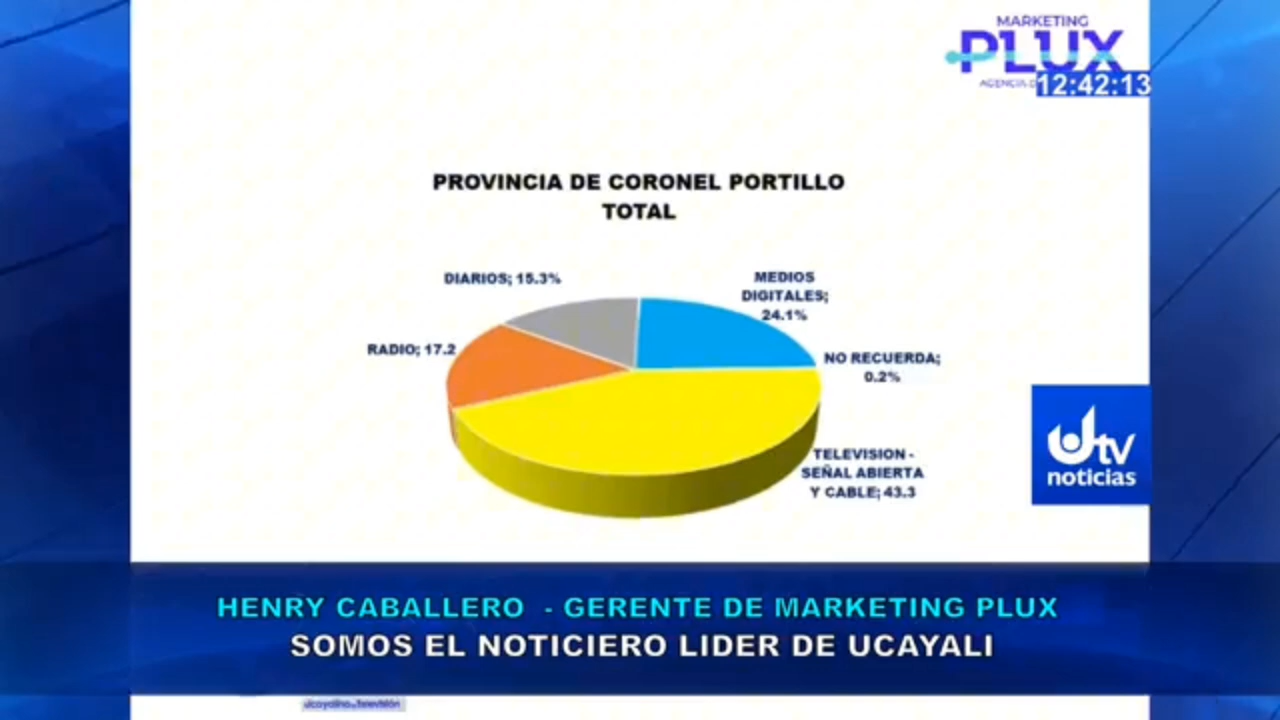 MARKETING
PLUX
AGENCIA D
12:42:13
PROVINCIA DE CORONEL PORTILLO
TOTAL
DIARIOS; 15.3%
MEDIOS
DIGITALES;
24.1%
RADIO; 17.2
NO RECUERDA;
0.2%
TELEVISION -
SEÑAL ABIERTA
Y CABLE; 43.3
utv
noticias
HENRY CABALLERO - GERENTE DE MARKETING PLUX
SOMOS EL NOTICIERO LIDER DE UCAYALI